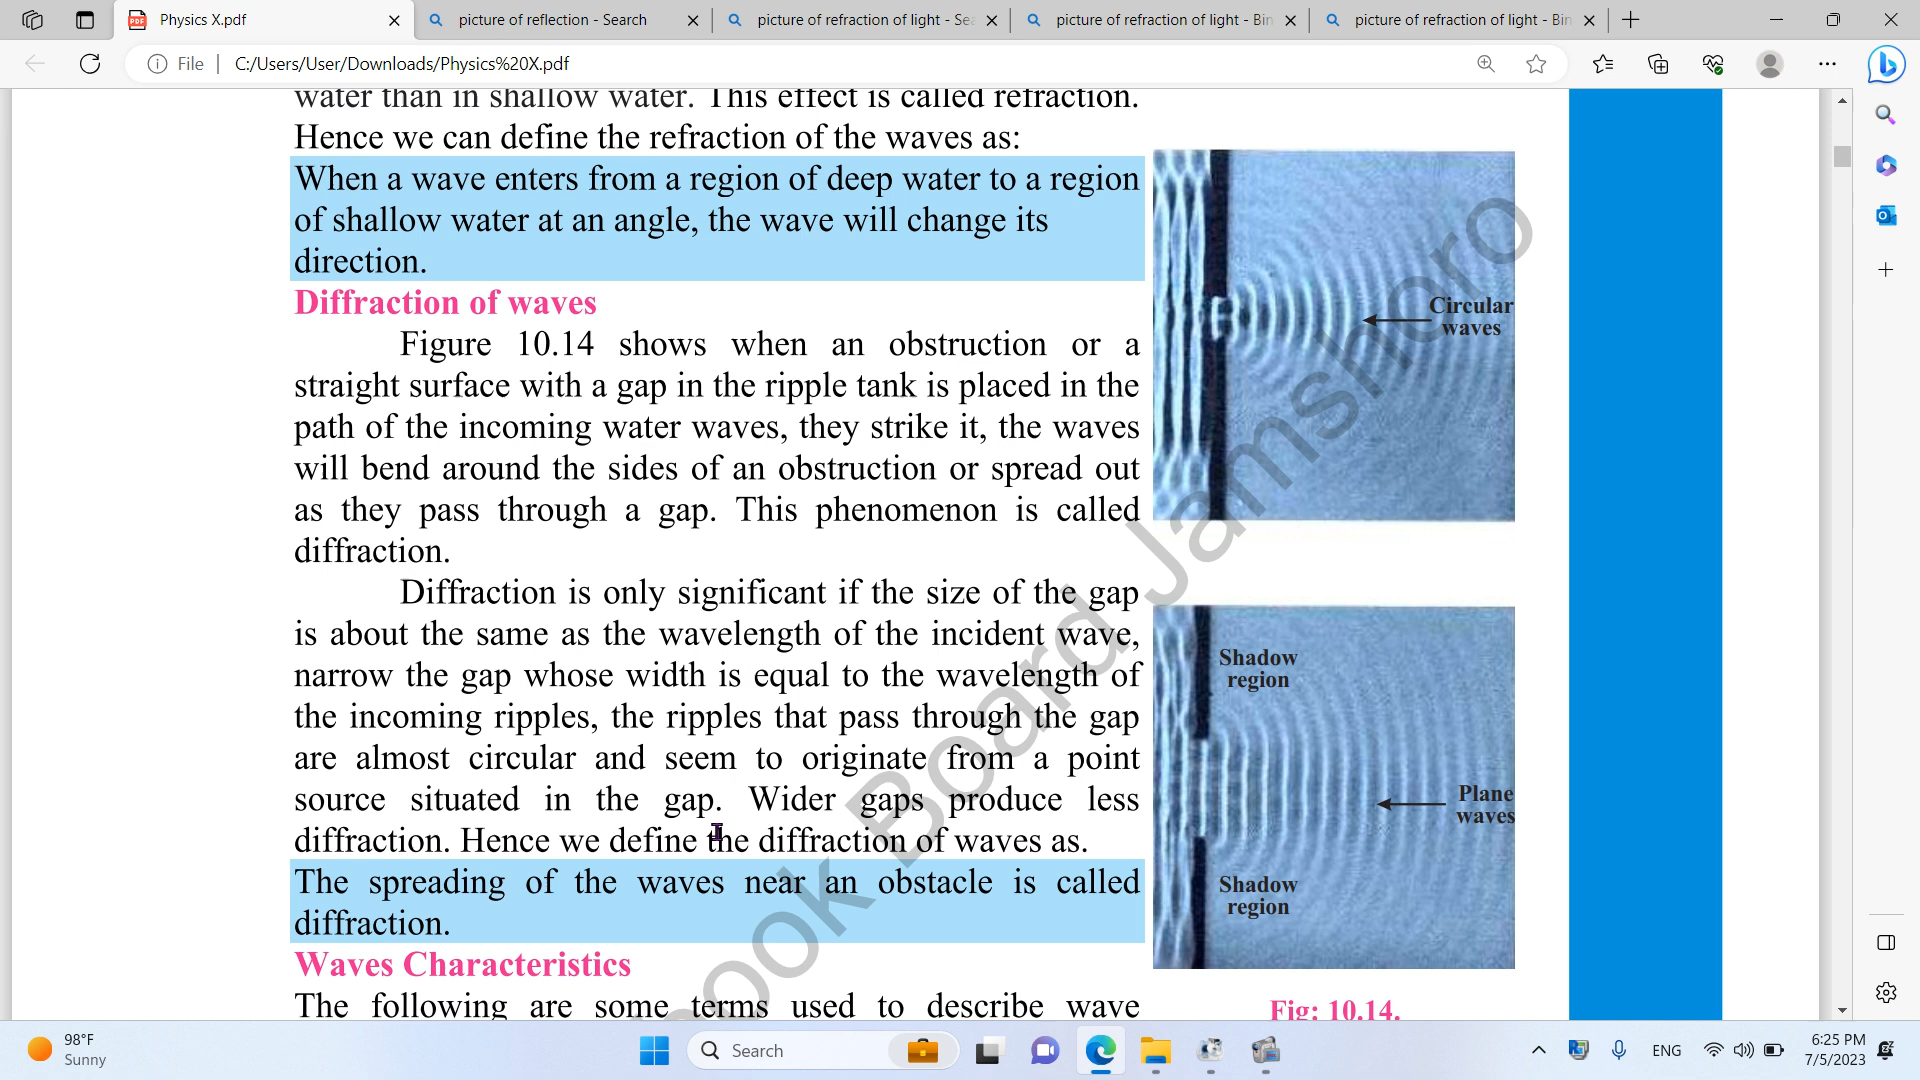 Physics X.pdf
picture of reflection - Search
picture of refraction of light - Sea
picture of refraction of light - Bin
picture of refraction of light - Bin
File
C:/Users/User/Downloads/Physics%20X.pdf
water than in shallow water. This effect is called refraction.
Hence we can define the refraction of the waves as:
When a wave enters from a region of deep water to a region
of shallow water at an angle, the wave will change its
direction.
Diffraction of waves
Figure 10.14 shows when an obstruction or a
straight surface with a gap in the ripple tank is placed in the
path of the incoming water waves, they strike it, the waves
will bend around the sides of an obstruction or spread out
as they pass through a gap. This phenomenon is called
diffraction.
Diffraction is only significant if the size of the gap
is about the same as the wavelength of the incident wave,
narrow the gap whose width is equal to the wavelength of
the incoming ripples, the ripples that pass through the gap
are almost circular and seem to originate from a point
source situated in the gap. Wider gaps produce less
diffraction. Hence we define the diffraction of waves as.
The spreading of the waves near an obstacle is called
diffraction.
Waves Characteristics
The following are some terms used to describe wave
Circular
waves
Shadow
region
Plane
waves
Shadow
region
Fig: 10.14.
ook Board Jamshoro
98°F
Sunny
Search
ENG
6:25 PM
7/5/2023